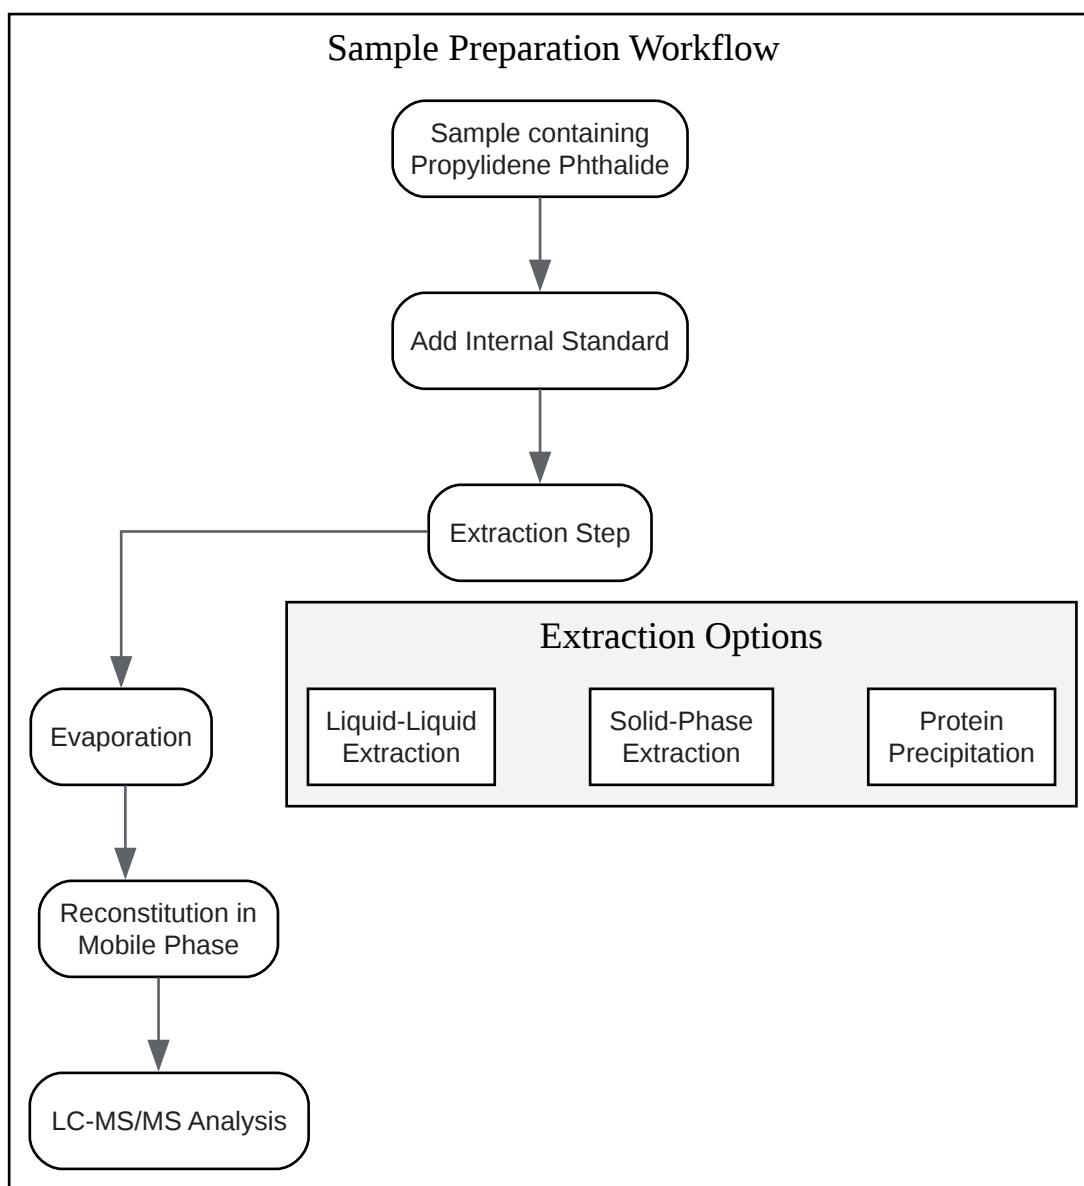 Sample Preparation Workflow
Sample containing
Propylidene Phthalide
Add Internal Standard
Extraction Step
Extraction Options
Liquid-Liquid
Extraction
Solid-Phase
Extraction
Protein
Precipitation
Evaporation
Reconstitution in
Mobile Phase
LC-MS/MS Analysis